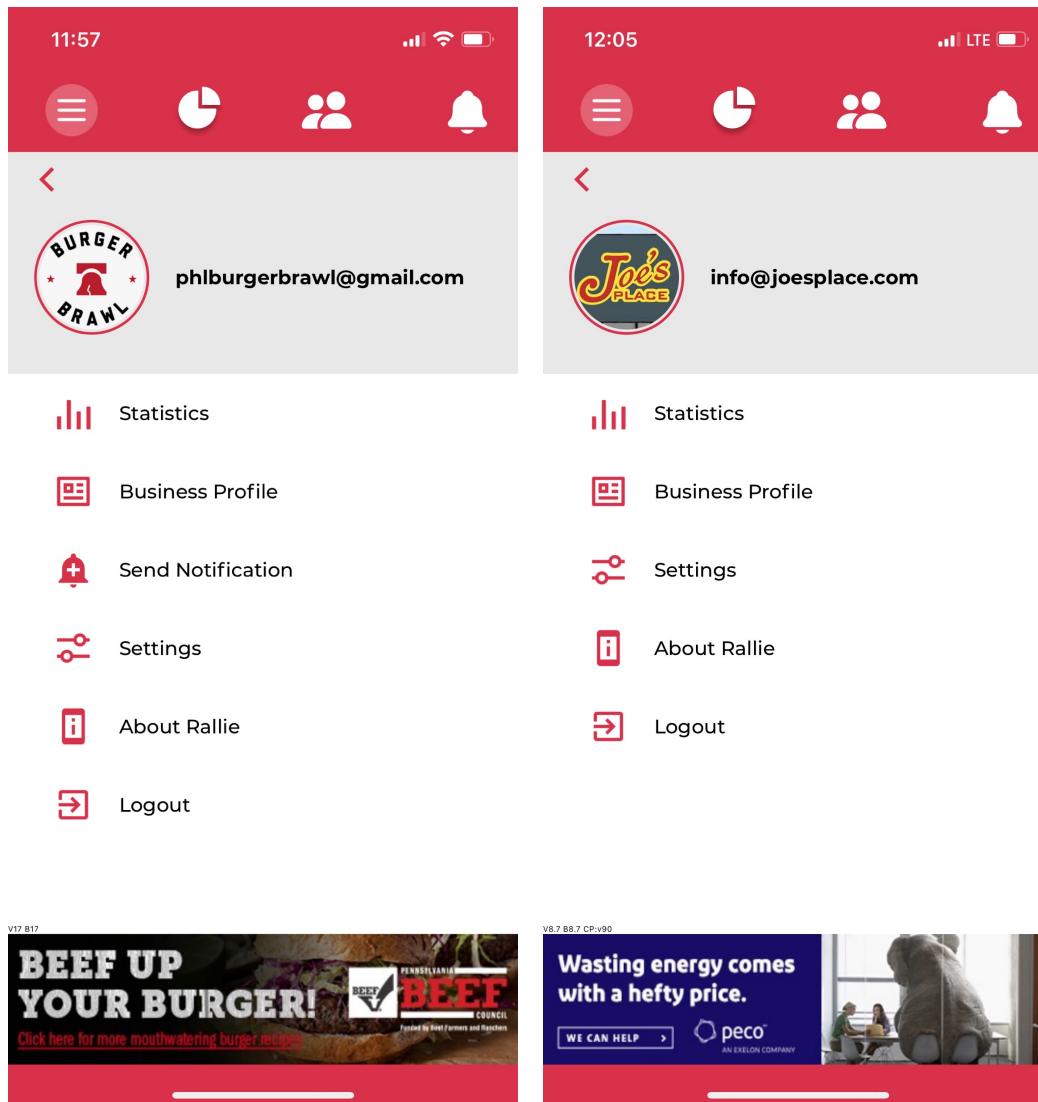 11:57
BURGER
BRAWL
phlburgerbrawl@gmail.com
Statistics
Business Profile
Send Notification
Settings
About Rallie
Logout
V17 B17
BEEF UP
YOUR BURGER!
Click here for more mouthwatering burger recipes
BEEF
PENNSYLVANIA
BEEF
COUNCIL
Funded by Beef Farmers and Ranchers
12:05
LTE
Joe's
PLACE
info@joesplace.com
Statistics
Business Profile
Settings
About Rallie
Logout
V8.7 B8.7 CP:v90
Wasting energy comes
with a hefty price.
WE CAN HELP >
peco™
AN EXELON COMPANY